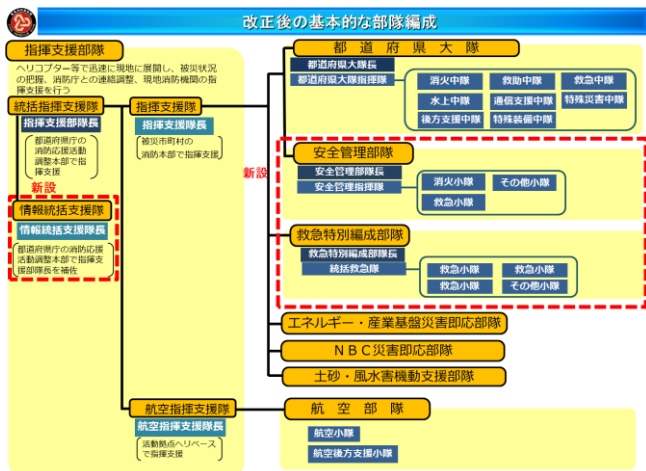 改正後の基本的な部隊編成
指揮支援部隊
ヘリコプター等で迅速に現地に展開し、被災状況
の把握、消防庁との連絡調整、現地消防機関の指
揮支援を行う
統括指揮支援隊
指揮支援部隊長
都道府県庁の
消防応援活動
調整本部で指
揮支援
新設
情報統括支援隊
情報統括支援隊長
都道府県庁の消防応援
活動調整本部で指揮支
援部隊長を補佐
指揮支援隊
指揮支援隊長
被災市町村の
消防本部で指揮支援
航空指揮支援隊
航空指揮支援隊長
活動拠点ヘリベース
で指揮支援
都道府県大隊
都道府県大隊長
都道府県大隊指揮隊
消火中隊
救助中隊
救急中隊
水上中隊
通信支援中隊
特殊災害中隊
後方支援中隊
特殊装備中隊
新設
安全管理部隊
安全管理部隊長
安全管理指揮隊
消火小隊
その他小隊
救急小隊
救急特別編成部隊
救急特別編成部隊長
統括救急隊
救急小隊
救急小隊
救急小隊
その他小隊
エネルギー・産業基盤災害即応部隊
NBC災害即応部隊
土砂・風水害機動支援部隊
航空部隊
航空小隊
航空後方支援小隊